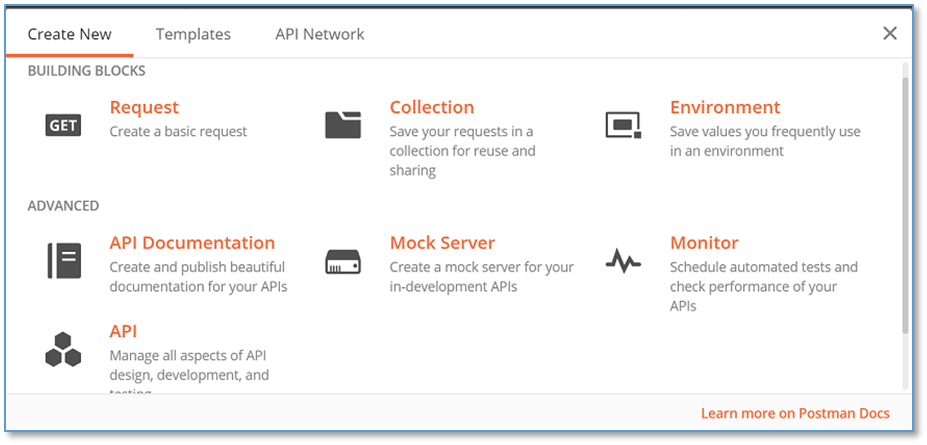 Create New Templates API Network
BUILDING BLOCKS
GET
Request
Create a basic request
Collection
Save your requests in a
collection for reuse and
sharing
Environment
Save values you frequently use
in an environment
ADVANCED
API Documentation
Create and publish beautiful
documentation for your APIs
Mock Server
Create a mock server for your
in-development APIs
Monitor
Schedule automated tests and
check performance of your
APIs
API
Manage all aspects of API
design, development, and
testing
Learn more on Postman Docs